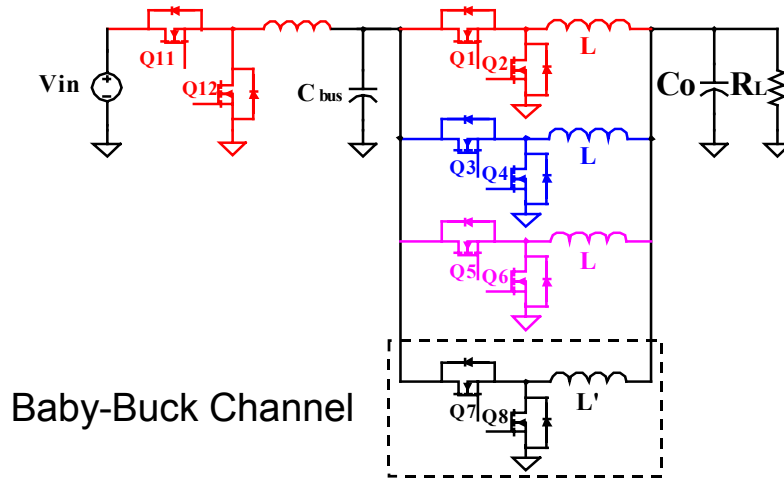 Q11
Q1
L
Q2
Vin
Q12
C bus
Co
RL
Q3
Q4
L
Q5
Q6
L
Baby-Buck Channel
Q7
Q8
L'